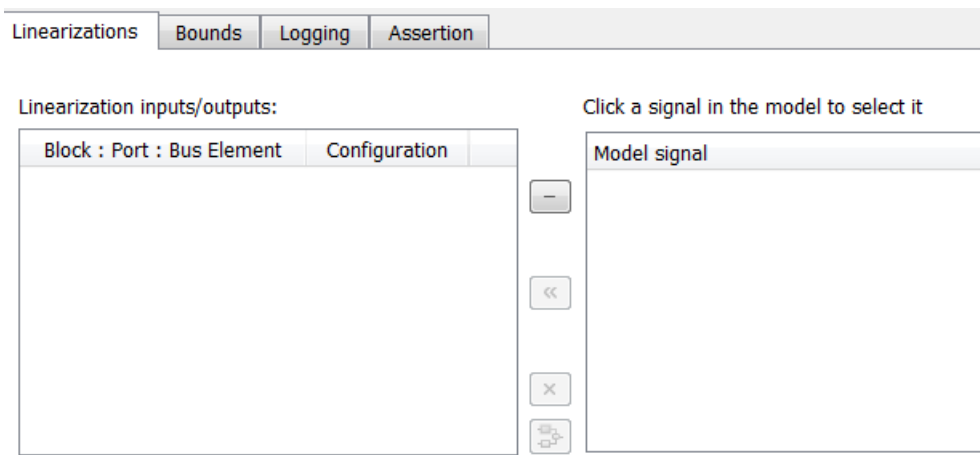 Linearizations Bounds Logging Assertion
Linearization inputs/outputs: Click a signal in the model to select it
Block : Port : Bus Element Configuration Model signal